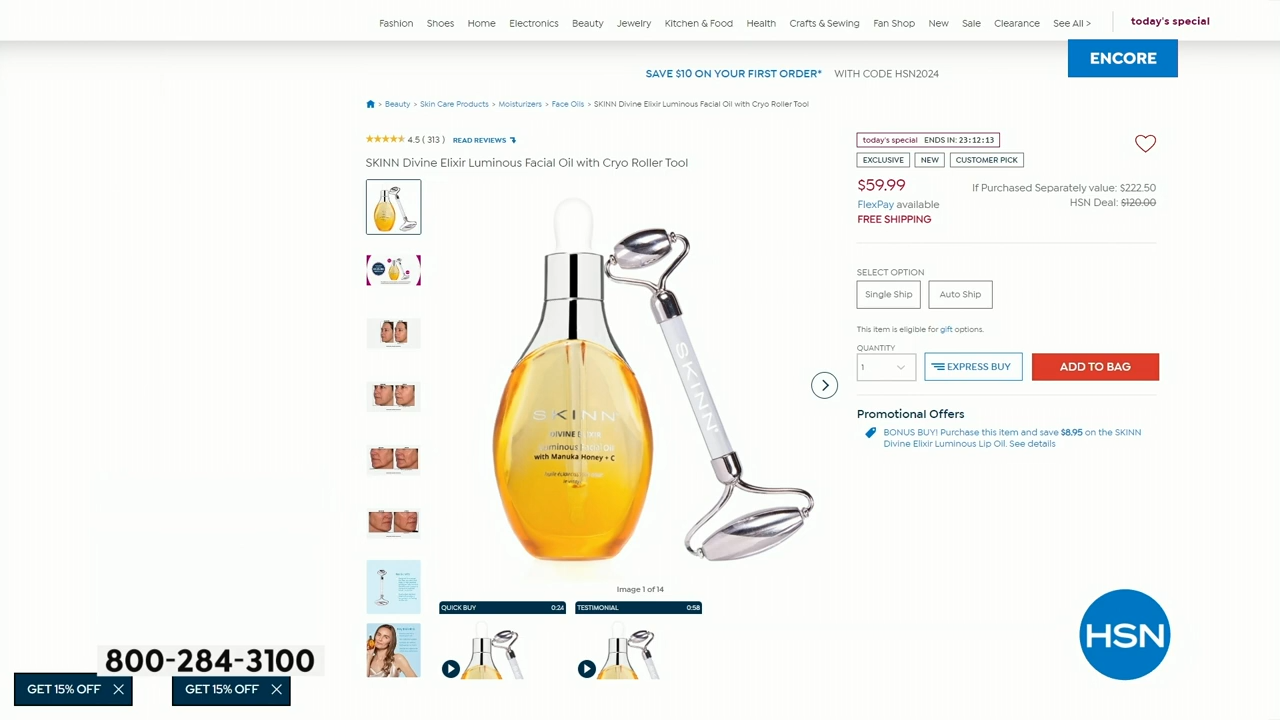 Fashion Shoes Home Electronics Beauty Jewelry Kitchen & Food Health Crafts & Sewing Fan Shop New Sale Clearance See All > today's special
ENCORE
SAVE $10 ON YOUR FIRST ORDER* WITH CODE HSN2024
> Beauty > Skin Care Products > Moisturizers > Face Oils > SKINN Divine Elixir Luminous Facial Oil with Cryo Roller Tool
4.5 ( 313 ) READ REVIEWS
SKINN Divine Elixir Luminous Facial Oil with Cryo Roller Tool
today's special ENDS IN: 23:12:13
EXCLUSIVE NEW CUSTOMER PICK
$59.99
If Purchased Separately value: $222.50
FlexPay available
HSN Deal: $120.00
FREE SHIPPING
SELECT OPTION
Single Ship Auto Ship
This item is eligible for gift options.
QUANTITY
1 EXPRESS BUY ADD TO BAG
Promotional Offers
BONUS BUY! Purchase this item and save $8.95 on the SKINN
Divine Elixir Luminous Lip Oil. See details
SKINN
DIVINE ELIXIR
Luminous Facial Oil
with Manuka Honey + C
SKINN
Image 1 of 14
QUICK BUY 0:24
TESTIMONIAL 0:58
HSN
800-284-3100
GET 15% OFF
GET 15% OFF